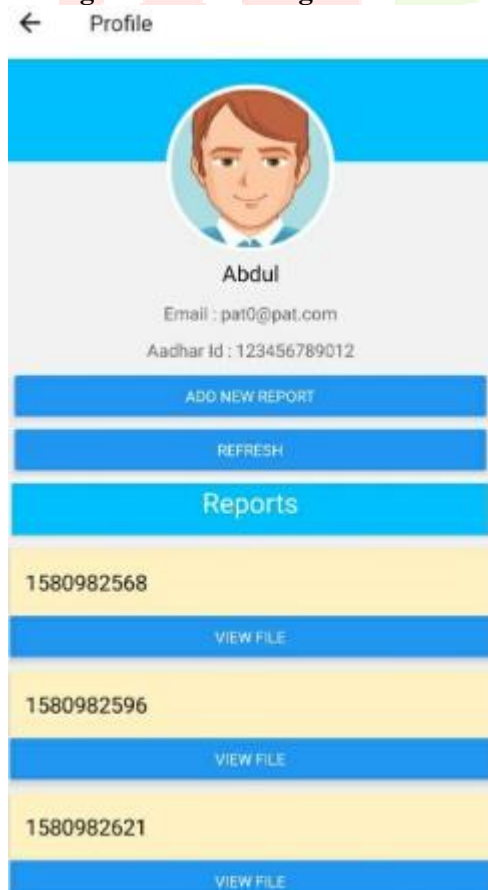 Profile
Abdul
Email : pat0@pat.com
Aadhar Id : 123456789012
ADD NEW REPORT
REFRESH
Reports
1580982568
VIEW FILE
1580982596
VIEW FILE
1580982621
VIEW FILE